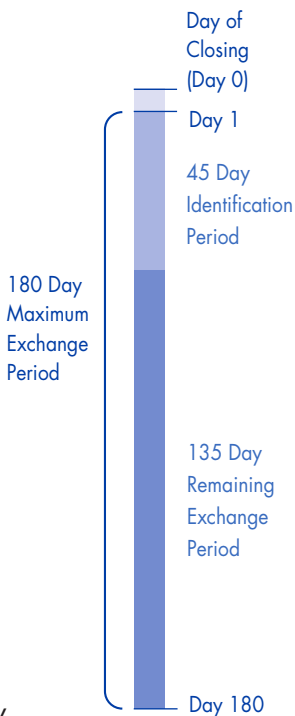 Day of
Closing
(Day 0)
Day 1
45 Day
Identification
Period
180 Day
Maximum
Exchange
Period
135 Day
Remaining
Exchange
Period
Day 180